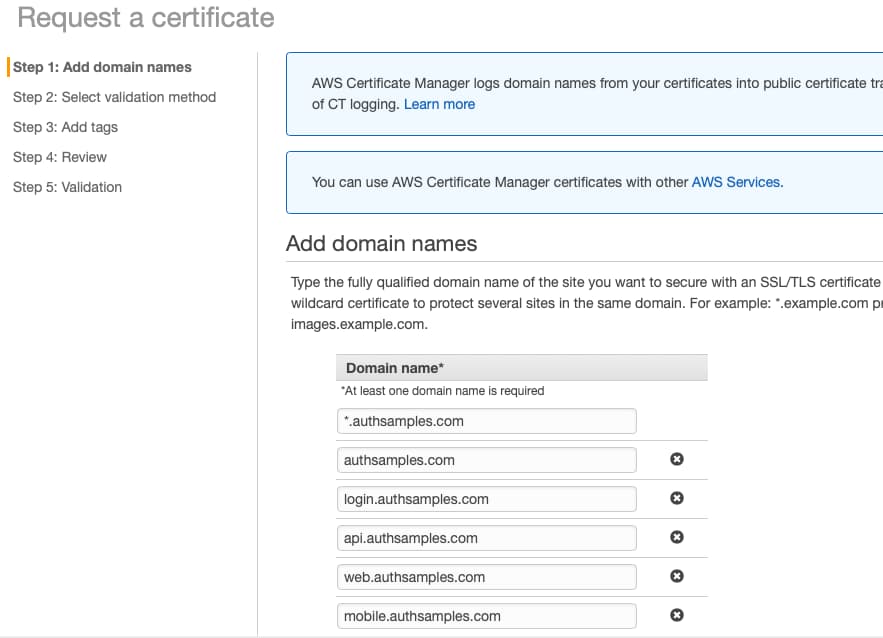 Request a certificate
Step 1: Add domain names
Step 2: Select validation method
Step 3: Add tags
Step 4: Review
Step 5: Validation
AWS Certificate Manager logs domain names from your certificates into public certificate
of CT logging. Learn more
You can use AWS Certificate Manager certificates with other AWS Services.
Add domain names
Type the fully qualified domain name of the site you want to secure with an SSL/TLS certificate
wildcard certificate to protect several sites in the same domain. For example: *.example.com
images.example.com.
Domain name*
*At least one domain name is required
*.authsamples.com
authsamples.com
login.authsamples.com
api.authsamples.com
web.authsamples.com
mobile.authsamples.com